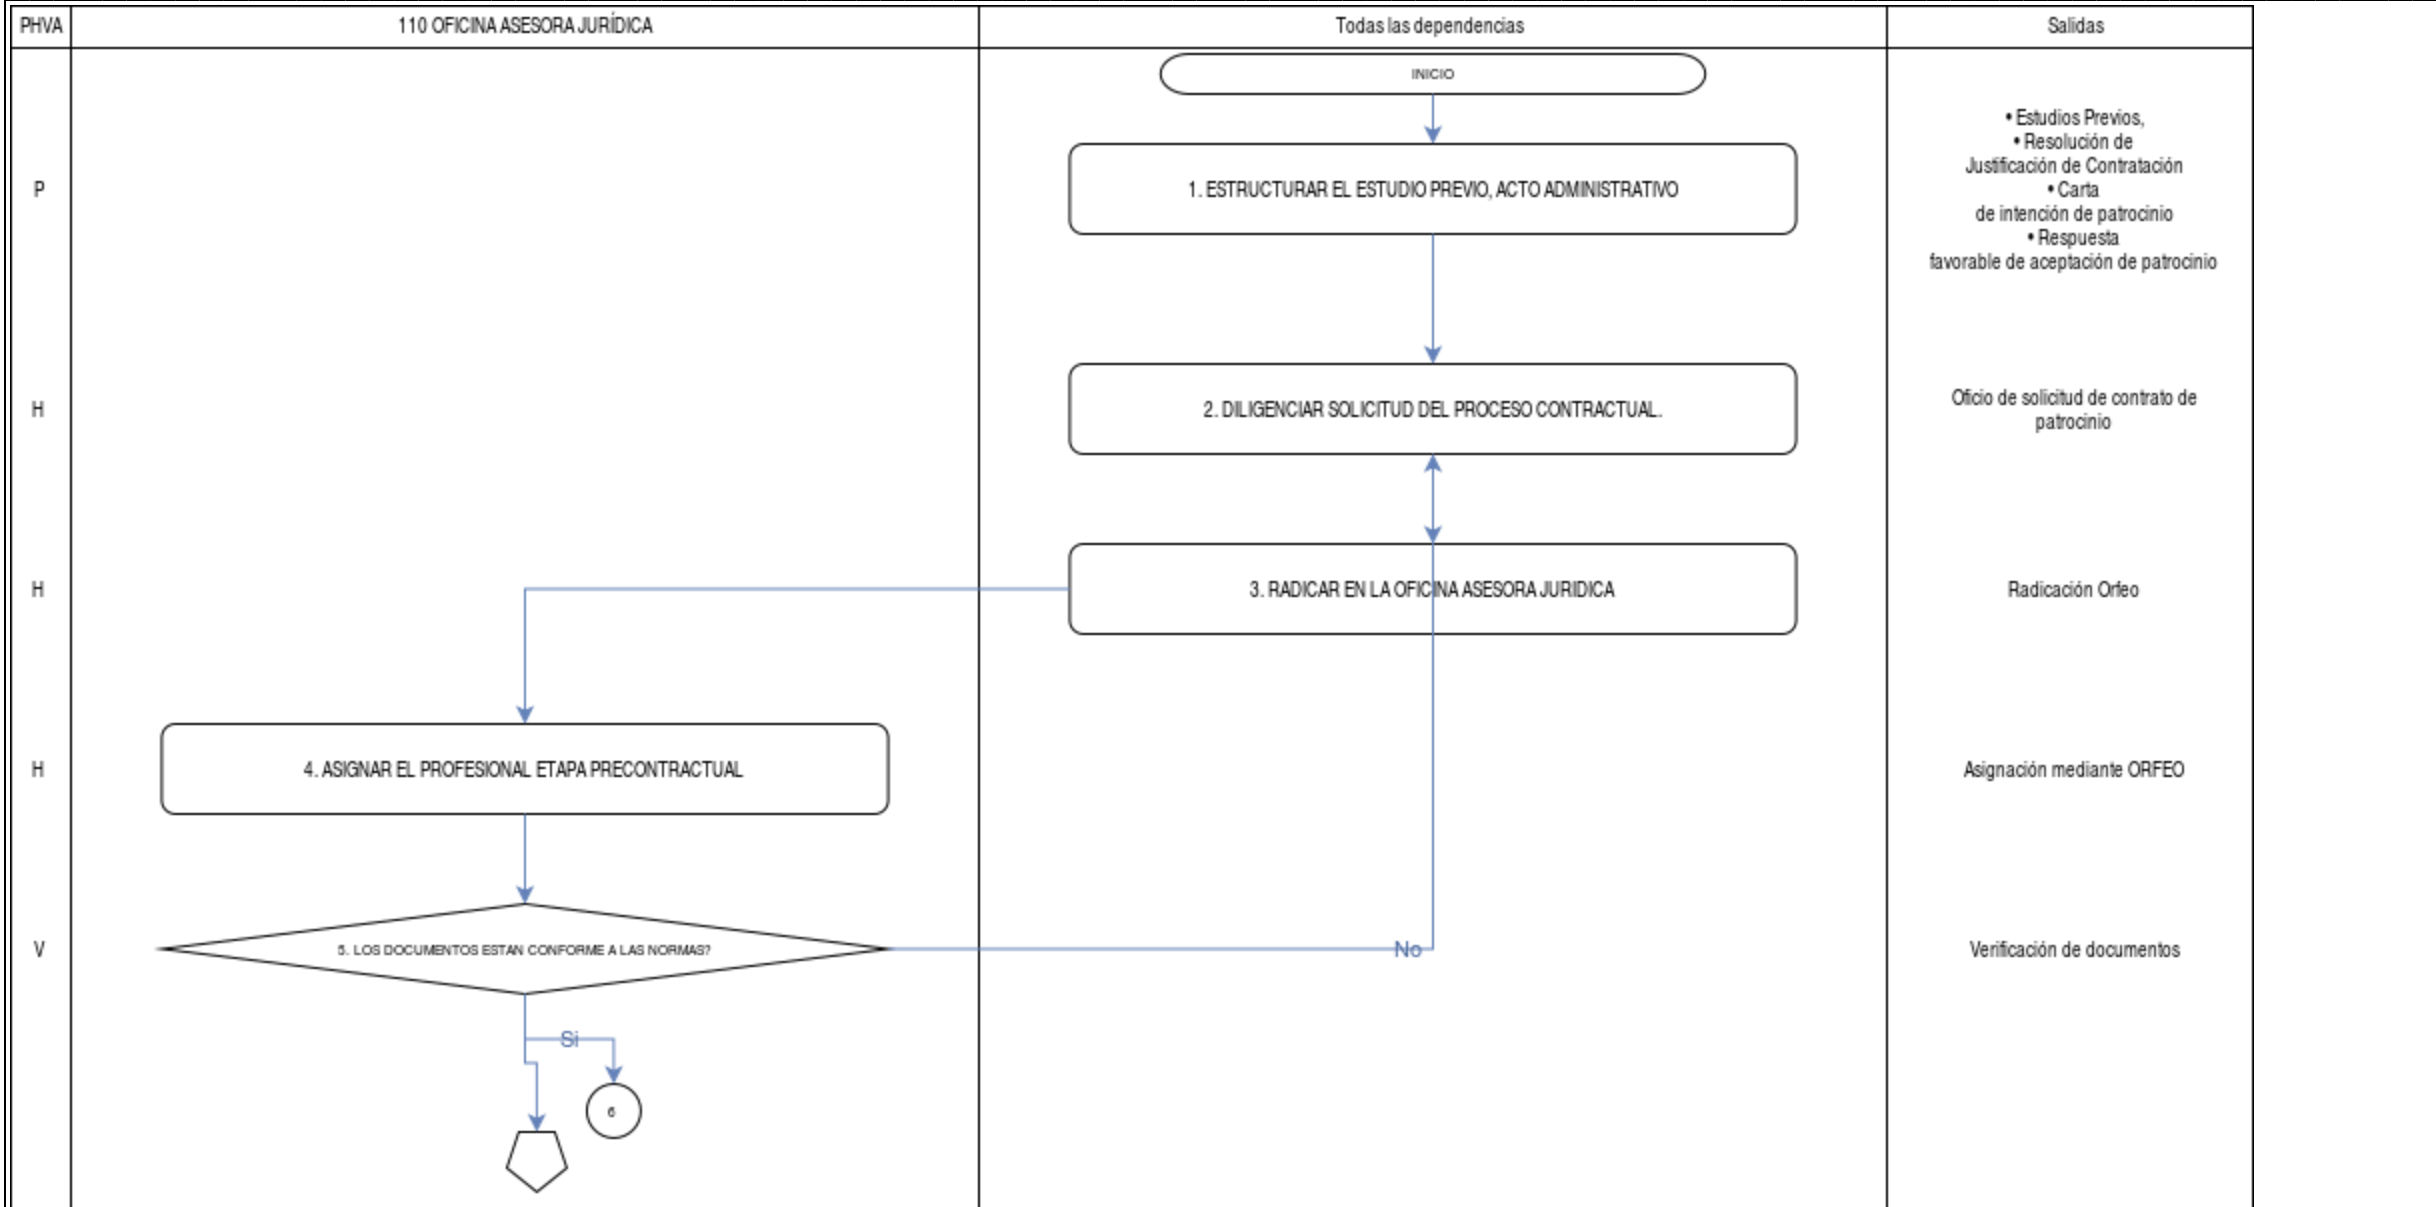 PHVA
110 OFICINA ASESORA JURÍDICA
Todas las dependencias
Salidas
INICIO
P
1. ESTRUCTURAR EL ESTUDIO PREVIO, ACTO ADMINISTRATIVO
• Estudios Previos,
• Resolución de
Justificación de Contratación
• Carta
de intención de patrocinio
• Respuesta
favorable de aceptación de patrocinio
H
2. DILIGENCIAR SOLICITUD DEL PROCESO CONTRACTUAL.
Oficio de solicitud de contrato de
patrocinio
H
3. RADICAR EN LA OFICINA ASESORA JURIDICA
Radicación Orfeo
H
4. ASIGNAR EL PROFESIONAL ETAPA PRECONTRACTUAL
Asignación mediante ORFEO
V
5. LOS DOCUMENTOS ESTAN CONFORME A LAS NORMAS?
No
Verificación de documentos
Si
6